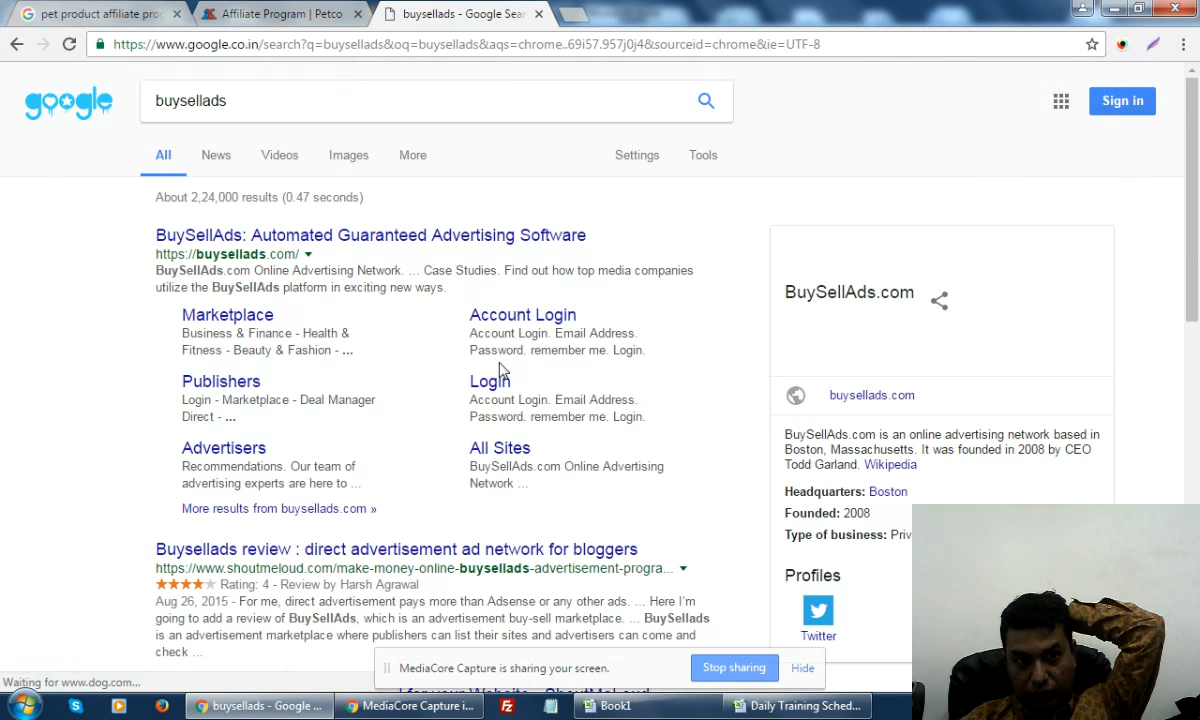 pet product affiliate prog
Affiliate Program | Petco
buysellads - Google Sear
https://www.google.co.in/search?q=buysellads&oq=buysellads&aqs=chrome..69i57.957j0j4&sourceid=chrome&ie=UTF-8
google
buysellads
Sign in
All
News
Videos
Images
More
Settings
Tools
About 2,24,000 results (0.47 seconds)
BuySellAds: Automated Guaranteed Advertising Software
https://buysellads.com/
BuySellAds.com Online Advertising Network. ... Case Studies. Find out how top media companies
utilize the BuySellAds platform in exciting new ways.
Marketplace
Business & Finance - Health &
Fitness - Beauty & Fashion - ...
Account Login
Account Login. Email Address.
Password. remember me. Login.
Publishers
Login - Marketplace - Deal Manager
Direct - ...
Login
Account Login. Email Address.
Password. remember me. Login.
Advertisers
Recommendations. Our team of
advertising experts are here to ...
All Sites
BuySellAds.com Online Advertising
Network ...
More results from buysellads.com »
Buysellads review : direct advertisement ad network for bloggers
https://www.shoutmeloud.com/make-money-online-buysellads-advertisement-progra...
Rating: 4 - Review by Harsh Agrawal
Aug 26, 2015 - For me, direct advertisement pays more than Adsense or any other ads. ... Here I'm
going to add a review of BuySellAds, which is an advertisement buy-sell marketplace. ... BuySellads
is an advertisement marketplace where publishers can list their sites and advertisers can come and
check ...
for your Website - ShoutMeLoud
BuySellAds.com
buysellads.com
BuySellAds.com is an online advertising network based in
Boston, Massachusetts. It was founded in 2008 by CEO
Todd Garland. Wikipedia
Headquarters: Boston
Founded: 2008
Type of business: Priv
Profiles
Twitter
MediaCore Capture is sharing your screen.
Stop sharing
Hide
Waiting for www.dog.com...
buysellads - Google ...
MediaCore Capture i...
Book1
Daily Training Sched...